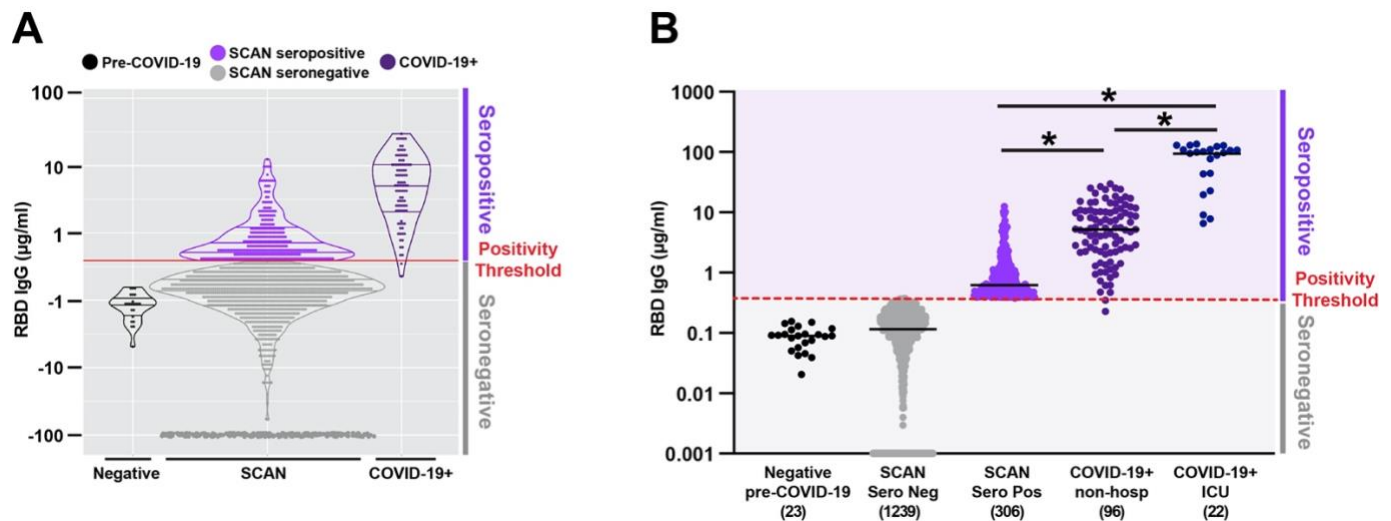 A
Pre-COVID-19
SCAN seropositive
SCAN seronegative
COVID-19+
RBD IgG (µg/ml)
100
10
1
-1
-10
-100
Seropositive
Positivity
Threshold
Seronegative
Negative
SCAN
COVID-19+
B
RBD IgG (µg/ml)
1000
100
10
1
0.1
0.01
0.001
*
*
*
Seropositive
Positivity
Threshold
Seronegative
Negative
pre-COVID-19
(23)
SCAN
Sero Neg
(1239)
SCAN
Sero Pos
(306)
COVID-19+
non-hosp
(96)
COVID-19+
ICU
(22)